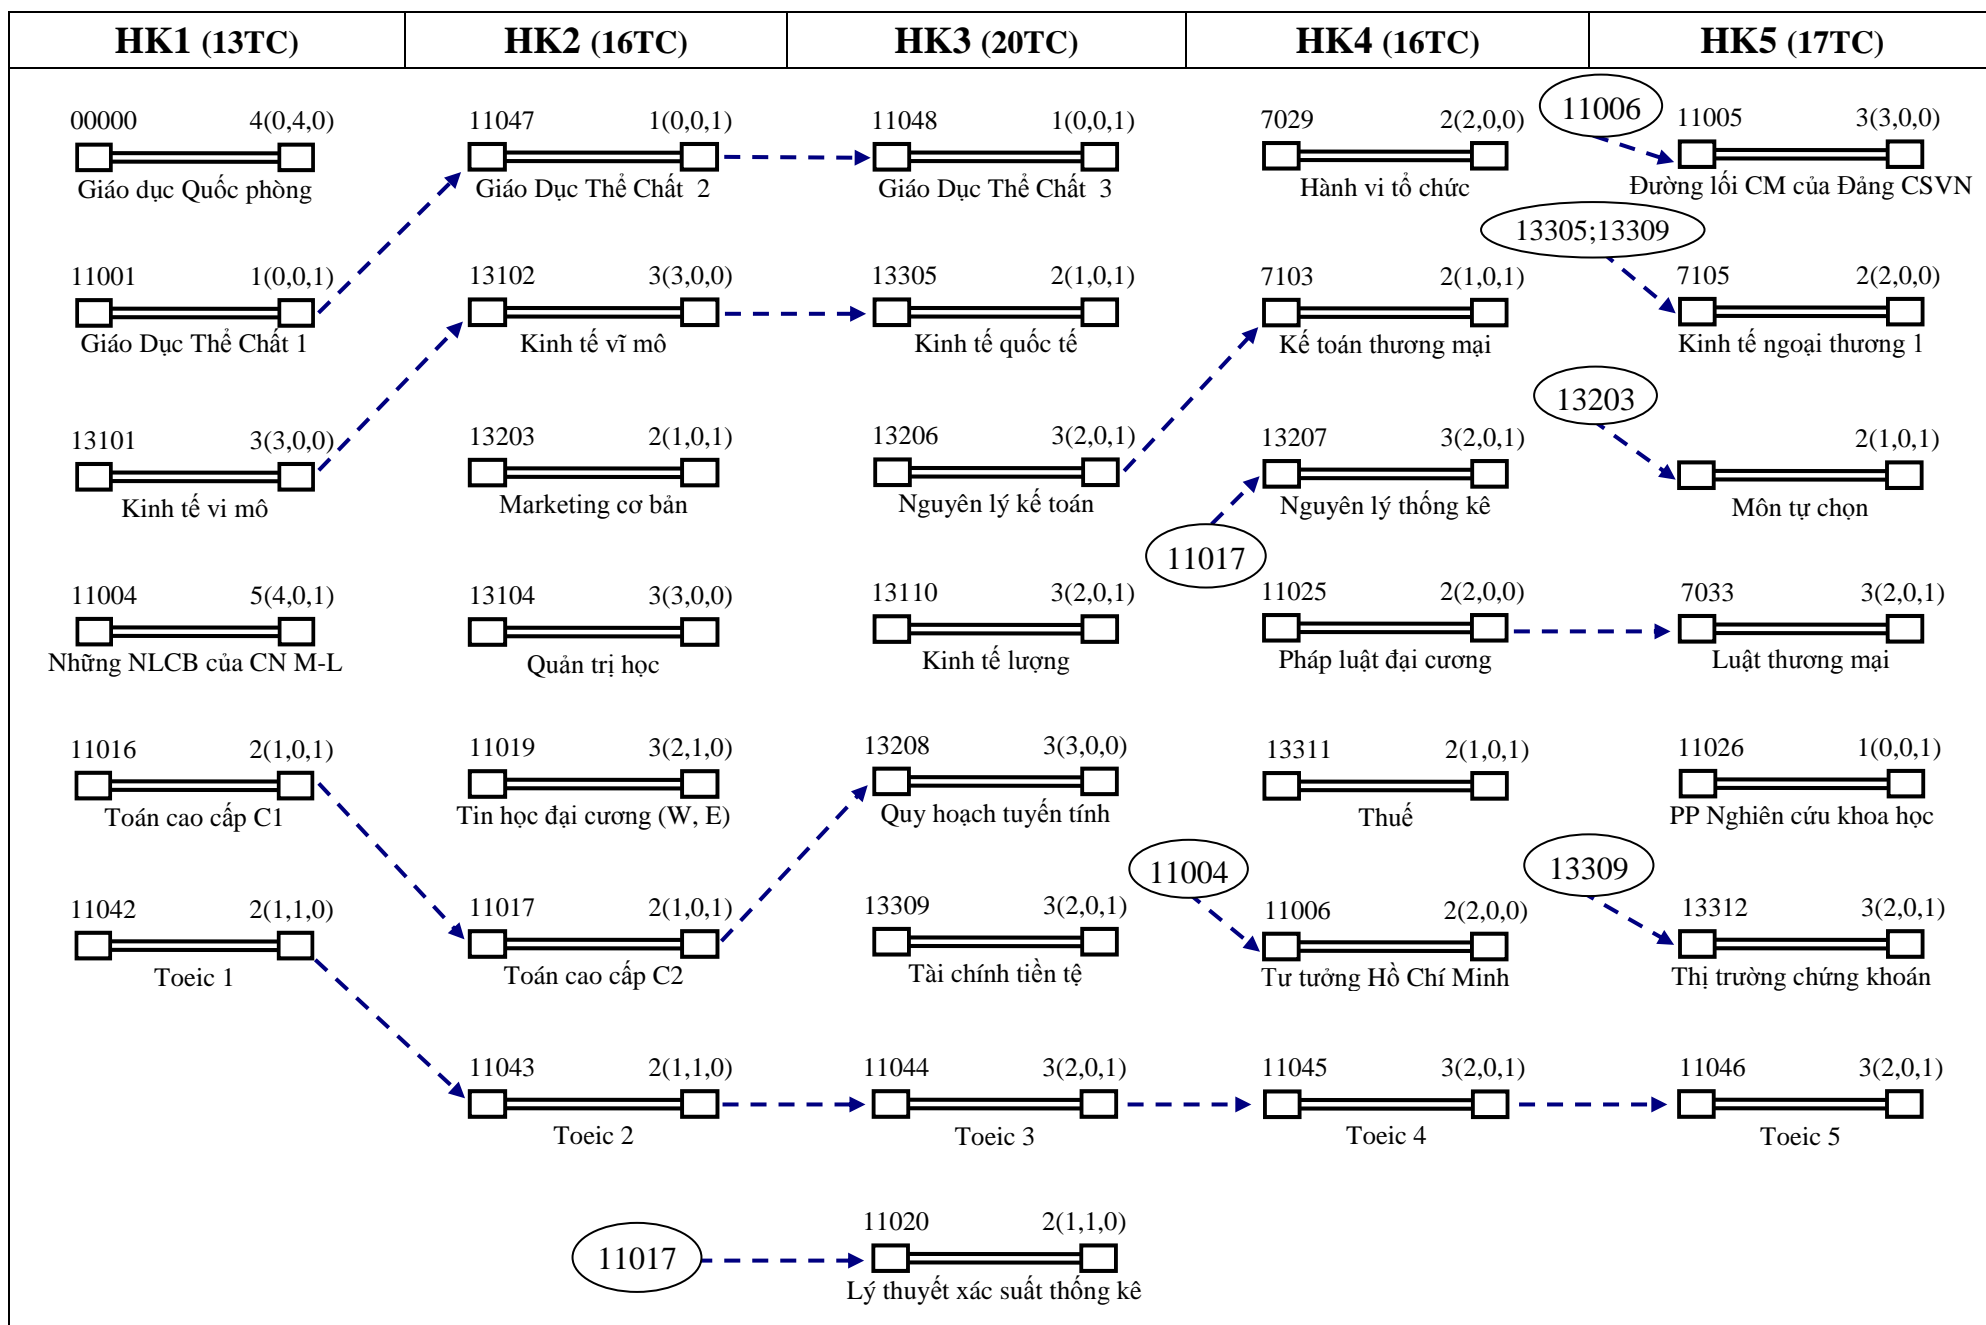 HK1 (13TC)
HK2 (16TC)
HK3 (20TC)
HK4 (16TC)
HK5 (17TC)
00000 4(0,4,0)
Giáo dục Quốc phòng
11047 1(0,0,1)
Giáo Dục Thể Chất 2
11048 1(0,0,1)
Giáo Dục Thể Chất 3
7029 2(2,0,0)
Hành vi tổ chức
11006
11005 3(3,0,0)
Đường lối CM của Đảng CSVN
11001 1(0,0,1)
Giáo Dục Thể Chất 1
13102 3(3,0,0)
Kinh tế vĩ mô
13305 2(1,0,1)
Kinh tế quốc tế
7103 2(1,0,1)
Kế toán thương mại
13305;13309
7105 2(2,0,0)
Kinh tế ngoại thương 1
13101 3(3,0,0)
Kinh tế vi mô
13203 2(1,0,1)
Marketing cơ bản
13206 3(2,0,1)
Nguyên lý kế toán
13207 3(2,0,1)
Nguyên lý thống kê
11017
13203
2(1,0,1)
Môn tự chọn
11004 5(4,0,1)
Những NLCB của CN M-L
13104 3(3,0,0)
Quản trị học
13110 3(2,0,1)
Kinh tế lượng
11025 2(2,0,0)
Pháp luật đại cương
7033 3(2,0,1)
Luật thương mại
11016 2(1,0,1)
Toán cao cấp C1
11019 3(2,1,0)
Tin học đại cương (W, E)
13208 3(3,0,0)
Quy hoạch tuyến tính
13311 2(1,0,1)
Thuế
11026 1(0,0,1)
PP Nghiên cứu khoa học
11042 2(1,1,0)
Toeic 1
11017 2(1,0,1)
Toán cao cấp C2
13309 3(2,0,1)
Tài chính tiền tệ
11004
11006 2(2,0,0)
Tư tưởng Hồ Chí Minh
13309
13312 3(2,0,1)
Thị trường chứng khoán
11043 2(1,1,0)
Toeic 2
11044 3(2,0,1)
Toeic 3
11045 3(2,0,1)
Toeic 4
11046 3(2,0,1)
Toeic 5
11017
11020 2(1,1,0)
Lý thuyết xác suất thống kê